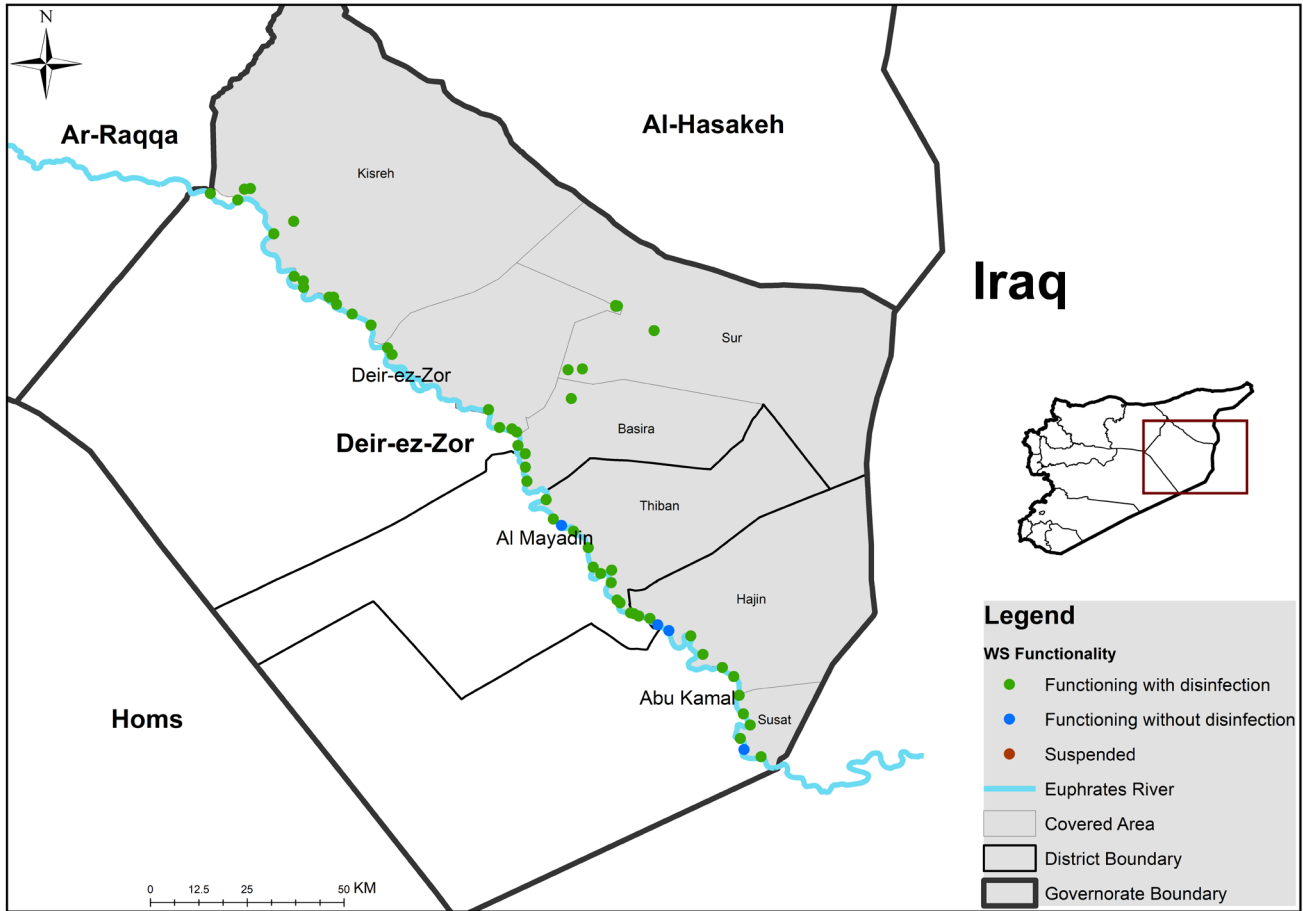 N
Ar-Raqqa
Al-Hasakeh
Kisreh
Iraq
Sur
Deir-ez-Zor
Basira
Deir-ez-Zor
Thiban
Al Mayadin
Hajin
Abu Kamal
Susat
Homs
Legend
WS Functionality
Functioning with disinfection
Functioning without disinfection
Suspended
Euphrates River
Covered Area
District Boundary
Governorate Boundary
0 12.5 25 50 KM